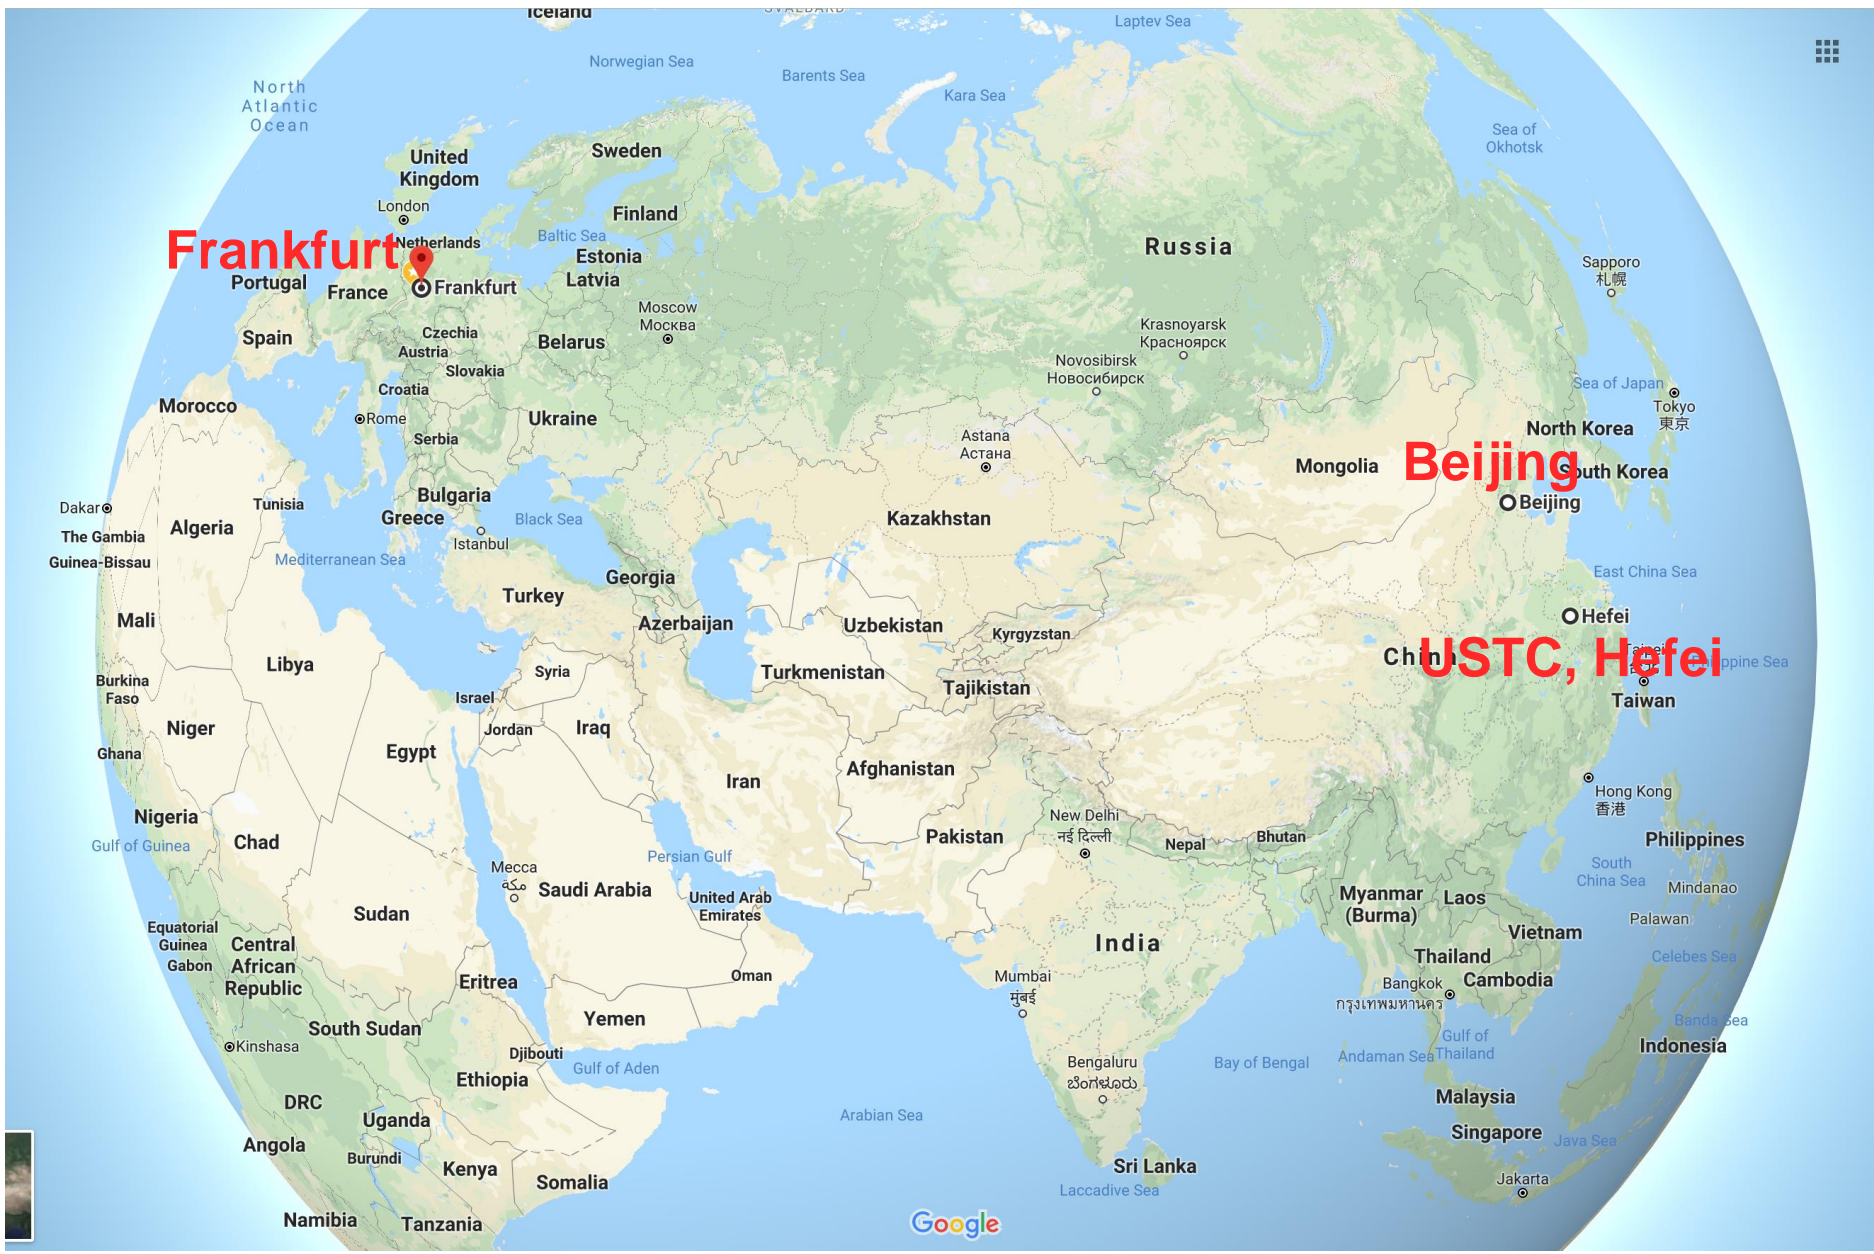 Iceland
SVALBARD
Laptev Sea
Norwegian Sea
Barents Sea
Kara Sea
North
Atlantic
Ocean
Sea of
Okhotsk
United
Kingdom
Sweden
London
Finland
Frankfurt
Netherlands
Baltic Sea
Estonia
Latvia
Russia
Sapporo
札幌
Portugal
France
Frankfurt
Moscow
Москва
Spain
Czechia
Austria
Slovakia
Belarus
Krasnoyarsk
Красноярск
Novosibirsk
Новосибирск
Croatia
Sea of Japan
Tokyo
東京
Morocco
Rome
Serbia
Ukraine
Astana
Астана
North Korea
Beijing
Mongolia
South Korea
Beijing
Bulgaria
Greece
Tunisia
Dakar
Algeria
The Gambia
Guinea-Bissau
Black Sea
Kazakhstan
Istanbul
Mediterranean Sea
East China Sea
Georgia
Turkey
Azerbaijan
Uzbekistan
Kyrgyzstan
Hefei
Mali
Libya
Syria
Turkmenistan
Tajikistan
China
USTC, Hefei
Taipei
台北
Philippine Sea
Taiwan
Burkina
Faso
Israel
Jordan
Iraq
Niger
Egypt
Ghana
Iran
Afghanistan
Hong Kong
香港
Nigeria
Gulf of Guinea
Chad
Pakistan
New Delhi
नई दिल्ली
Nepal
Bhutan
Philippines
Persian Gulf
Mecca
مكة
Saudi Arabia
United Arab
Emirates
South
China Sea
Mindanao
Myanmar
(Burma)
Laos
Palawan
Sudan
Equatorial
Guinea
Gabon
Central
African
Republic
India
Vietnam
Thailand
Cambodia
Celebes Sea
Eritrea
Oman
Mumbai
मुंबई
Bangkok
กรุงเทพมหานคร
Yemen
South Sudan
Kinshasa
Djibouti
Gulf of Aden
Banda Sea
Indonesia
Gulf of
Thailand
Andaman Sea
Bay of Bengal
Bengaluru
ಬೆಂಗಳೂರು
Ethiopia
DRC
Uganda
Arabian Sea
Malaysia
Singapore
Java Sea
Angola
Burundi
Kenya
Somalia
Sri Lanka
Laccadive Sea
Jakarta
Namibia
Tanzania
Google